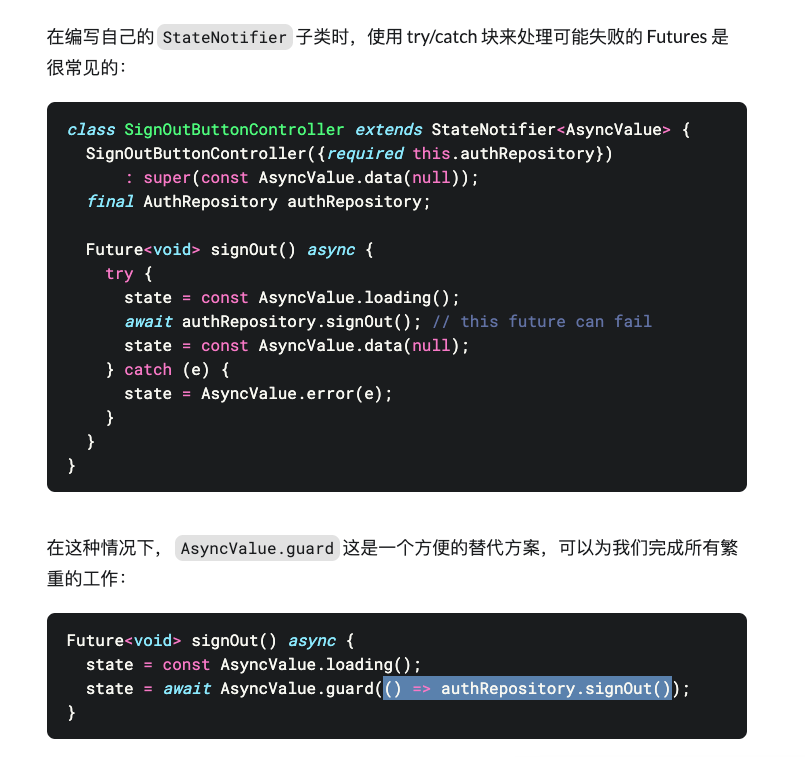 在编写自己的 StateNotifier 子类时，使用 try/catch 块来处理可能失败的 Futures 是
很常见的：
class SignOutButtonController extends StateNotifier<AsyncValue> {
  SignOutButtonController({required this.authRepository})
      : super(const AsyncValue.data(null));
  final AuthRepository authRepository;

  Future<void> signOut() async {
    try {
      state = const AsyncValue.loading();
      await authRepository.signOut(); // this future can fail
      state = const AsyncValue.data(null);
    } catch (e) {
      state = AsyncValue.error(e);
    }
  }
}
在这种情况下， AsyncValue.guard 这是一个方便的替代方案，可以为我们完成所有繁
重的工作：
Future<void> signOut() async {
  state = const AsyncValue.loading();
  state = await AsyncValue.guard(() => authRepository.signOut());
}